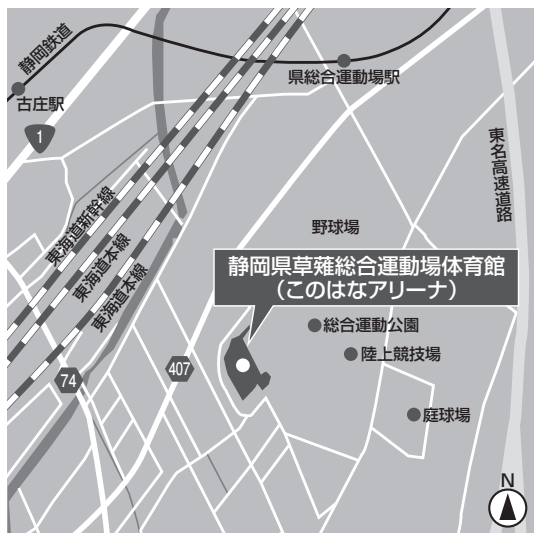 静岡鉄道
県総合運動場駅
古庄駅
1
東名高速道路
東海道新幹線
東海道本線
東海道本線
野球場
静岡県草薙総合運動場体育館
(このはなアリーナ)
総合運動公園
陸上競技場
407
74
庭球場
N